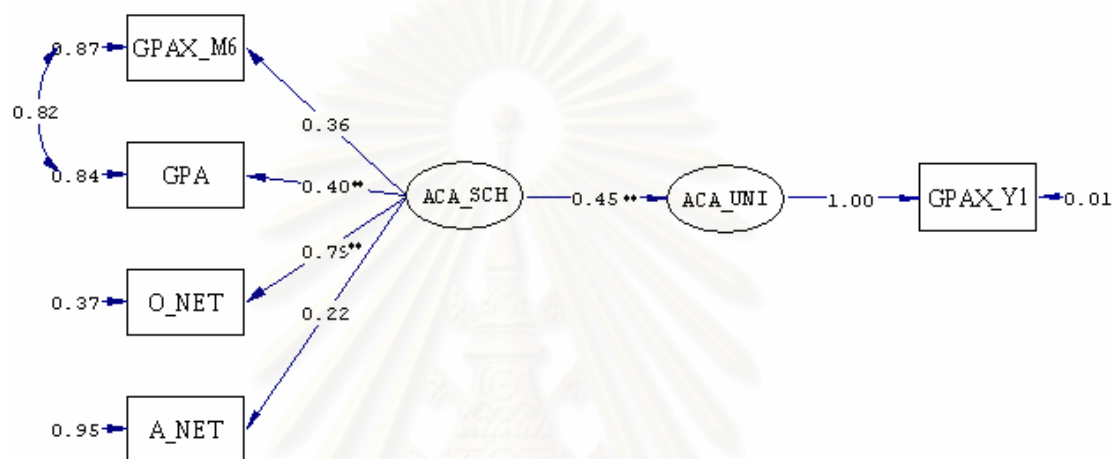 0.87 GPAX_M6
0.82
0.36
0.84 GPA
0.40**
ACA_SCH 0.45** ACA_UNI 1.00 GPAX_Y1 0.01
0.79**
0.37 O_NET
0.22
0.95 A_NET